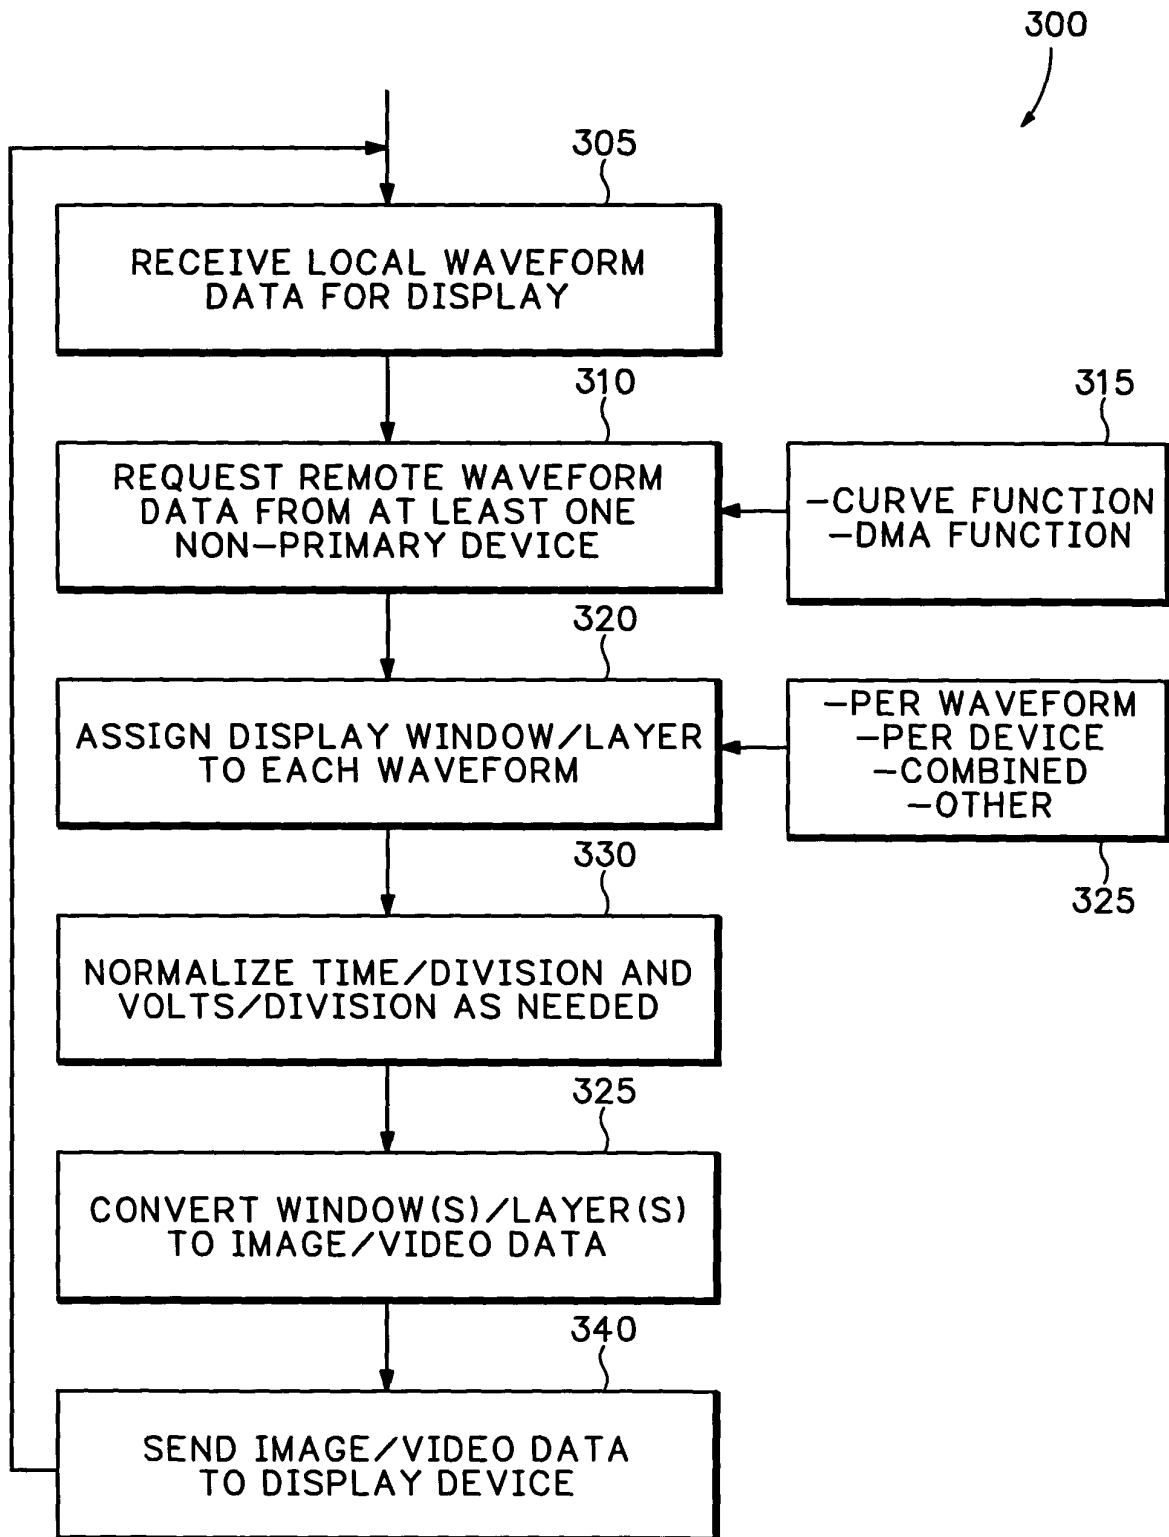 300
305
RECEIVE LOCAL WAVEFORM
DATA FOR DISPLAY
310
REQUEST REMOTE WAVEFORM
DATA FROM AT LEAST ONE
NON-PRIMARY DEVICE
315
-CURVE FUNCTION
-DMA FUNCTION
320
ASSIGN DISPLAY WINDOW/LAYER
TO EACH WAVEFORM
-PER WAVEFORM
-PER DEVICE
-COMBINED
-OTHER
325
330
NORMALIZE TIME/DIVISION AND
VOLTS/DIVISION AS NEEDED
325
CONVERT WINDOW(S)/LAYER(S)
TO IMAGE/VIDEO DATA
340
SEND IMAGE/VIDEO DATA
TO DISPLAY DEVICE